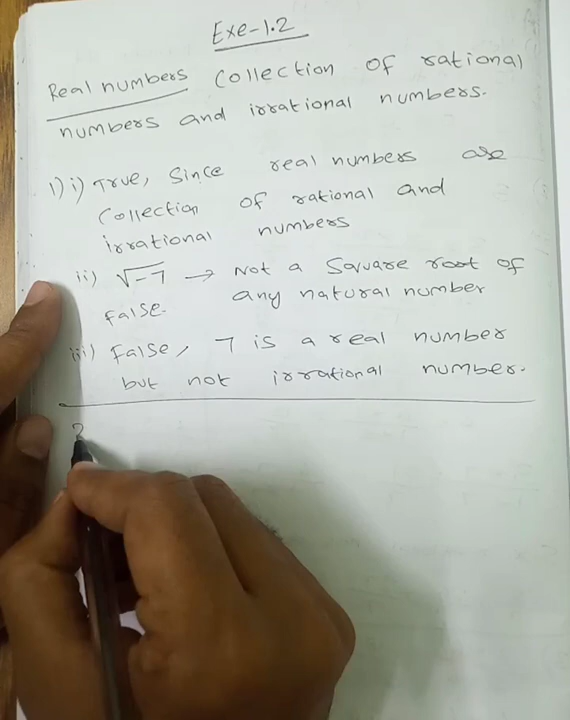 Exe-1.2
Real numbers Collection of rational
numbers and irrational numbers.
1) i) True, Since real numbers are
Collection of rational and
irrational numbers
ii) √-7 → Not a Square root of
False. any natural number
iii) False, 7 is a real number
but not irrational number.
2